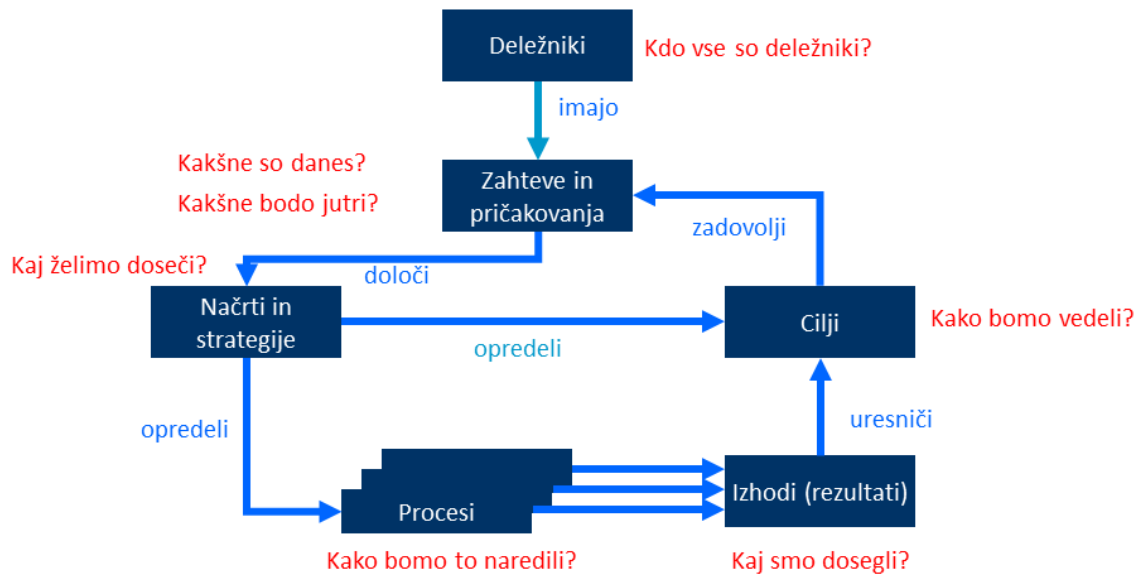 Deležniki
Kdo vse so deležniki?
imajo
Kakšne so danes?
Kakšne bodo jutri?
Zahteve in
pričakovanja
zadovolji
Kaj želimo doseči?
določi
Načrti in
strategije
opredeli
Cilji
Kako bomo vedeli?
opredeli
uresniči
Procesi
Izhodi (rezultati)
Kako bomo to naredili?
Kaj smo dosegli?